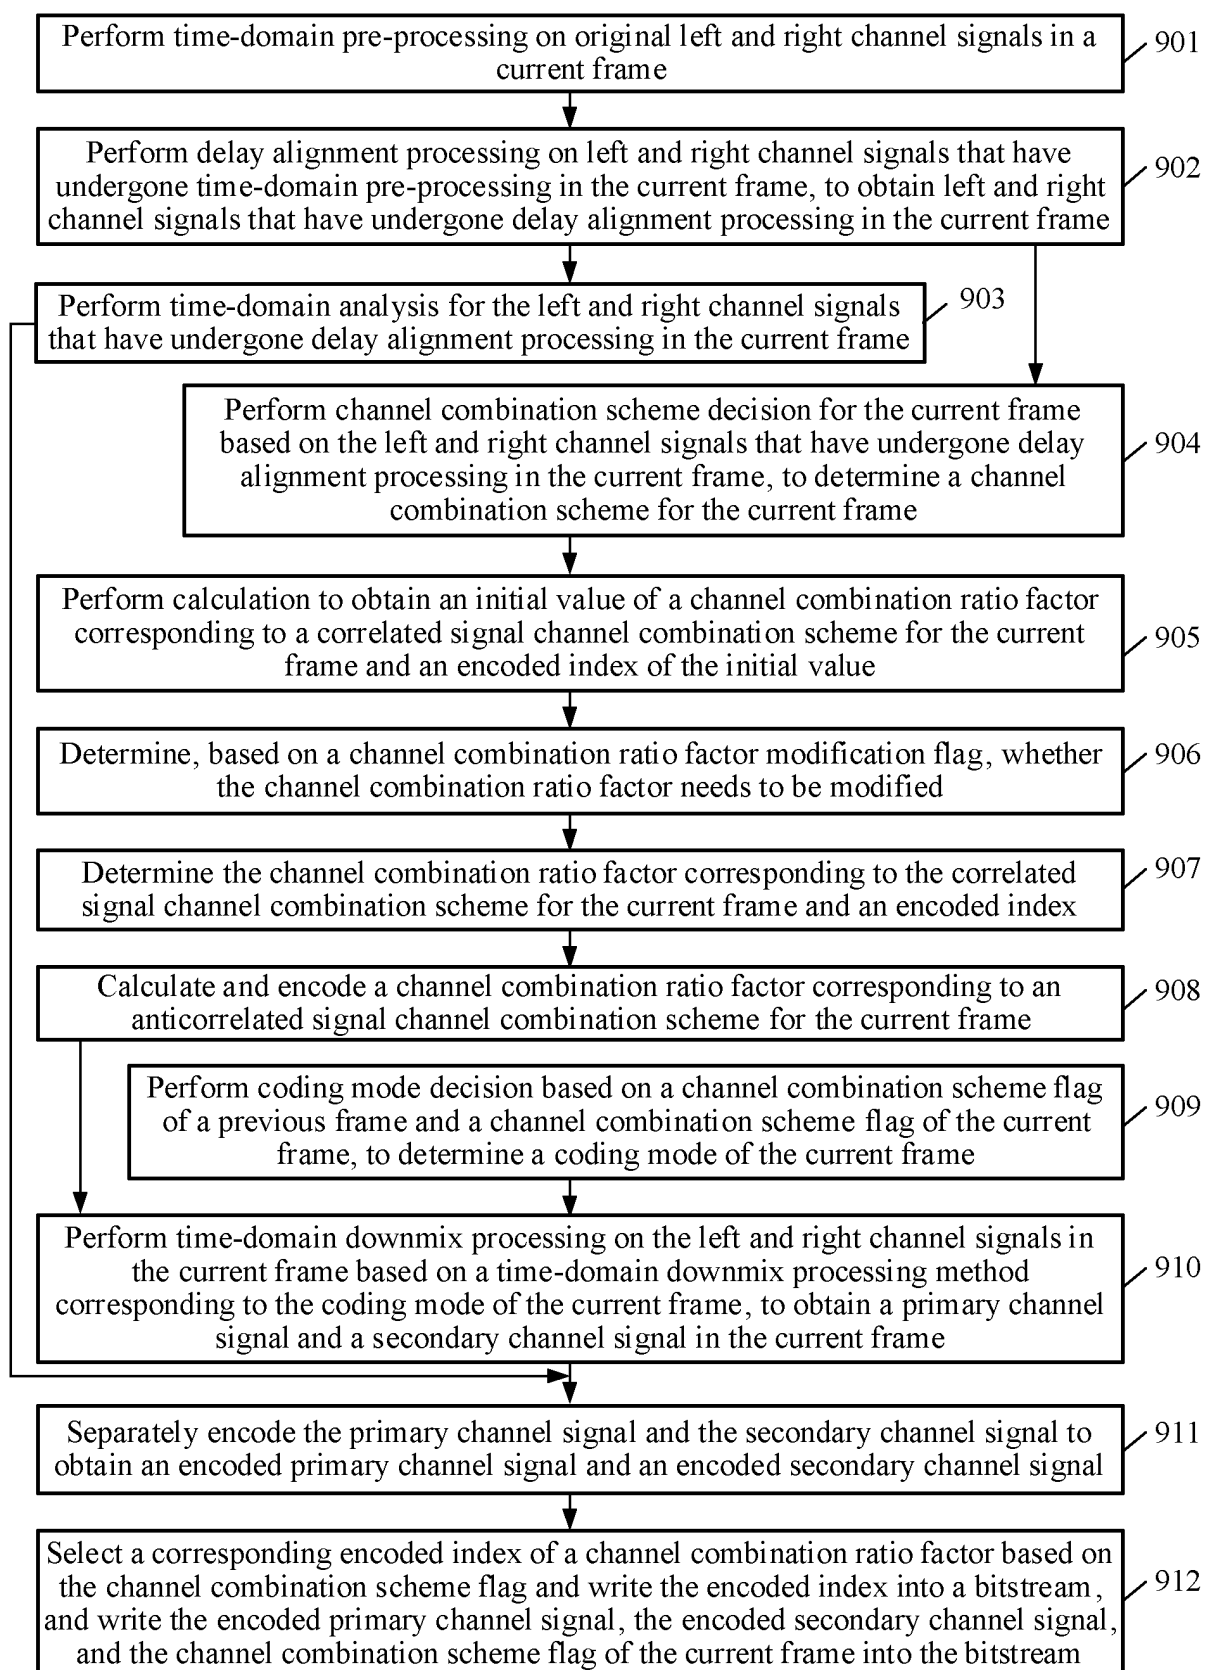 Perform time-domain pre-processing on original left and right channel signals in a
current frame
901
Perform delay alignment processing on left and right channel signals that have
undergone time-domain pre-processing in the current frame, to obtain left and right
channel signals that have undergone delay alignment processing in the current frame
902
Perform time-domain analysis for the left and right channel signals
that have undergone delay alignment processing in the current frame
903
Perform channel combination scheme decision for the current frame
based on the left and right channel signals that have undergone delay
alignment processing in the current frame, to determine a channel
combination scheme for the current frame
904
Perform calculation to obtain an initial value of a channel combination ratio factor
corresponding to a correlated signal channel combination scheme for the current
frame and an encoded index of the initial value
905
Determine, based on a channel combination ratio factor modification flag, whether
the channel combination ratio factor needs to be modified
906
Determine the channel combination ratio factor corresponding to the correlated
signal channel combination scheme for the current frame and an encoded index
907
Calculate and encode a channel combination ratio factor corresponding to an
anticorrelated signal channel combination scheme for the current frame
908
Perform coding mode decision based on a channel combination scheme flag
of a previous frame and a channel combination scheme flag of the current
frame, to determine a coding mode of the current frame
909
Perform time-domain downmix processing on the left and right channel signals in
the current frame based on a time-domain downmix processing method
corresponding to the coding mode of the current frame, to obtain a primary channel
signal and a secondary channel signal in the current frame
910
Separately encode the primary channel signal and the secondary channel signal to
obtain an encoded primary channel signal and an encoded secondary channel signal
911
Select a corresponding encoded index of a channel combination ratio factor based on
the channel combination scheme flag and write the encoded index into a bitstream,
and write the encoded primary channel signal, the encoded secondary channel signal,
and the channel combination scheme flag of the current frame into the bitstream
912